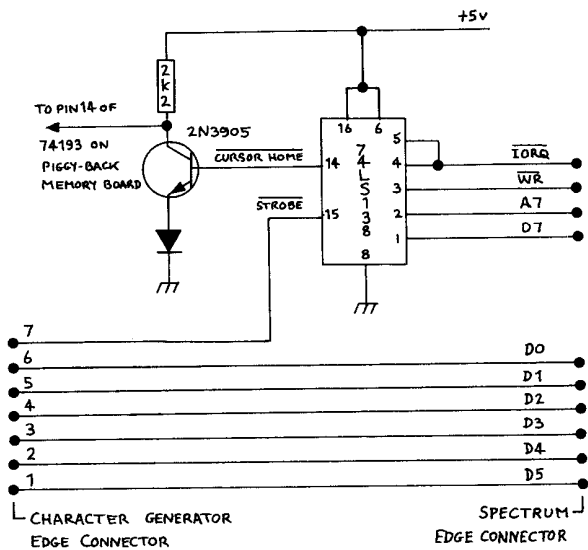 +5v
2k2
TO PIN 14 OF
74193 ON
PIGGY-BACK
MEMORY BOARD
2N3905
CURSOR HOME
STROBE
16 6
14
15
74LS138
5
4
3
2
1
8
IORQ
WR
A7
D7
7
6 D0
5 D1
4 D2
3 D3
2 D4
1 D5
CHARACTER GENERATOR
EDGE CONNECTOR
SPECTRUM
EDGE CONNECTOR